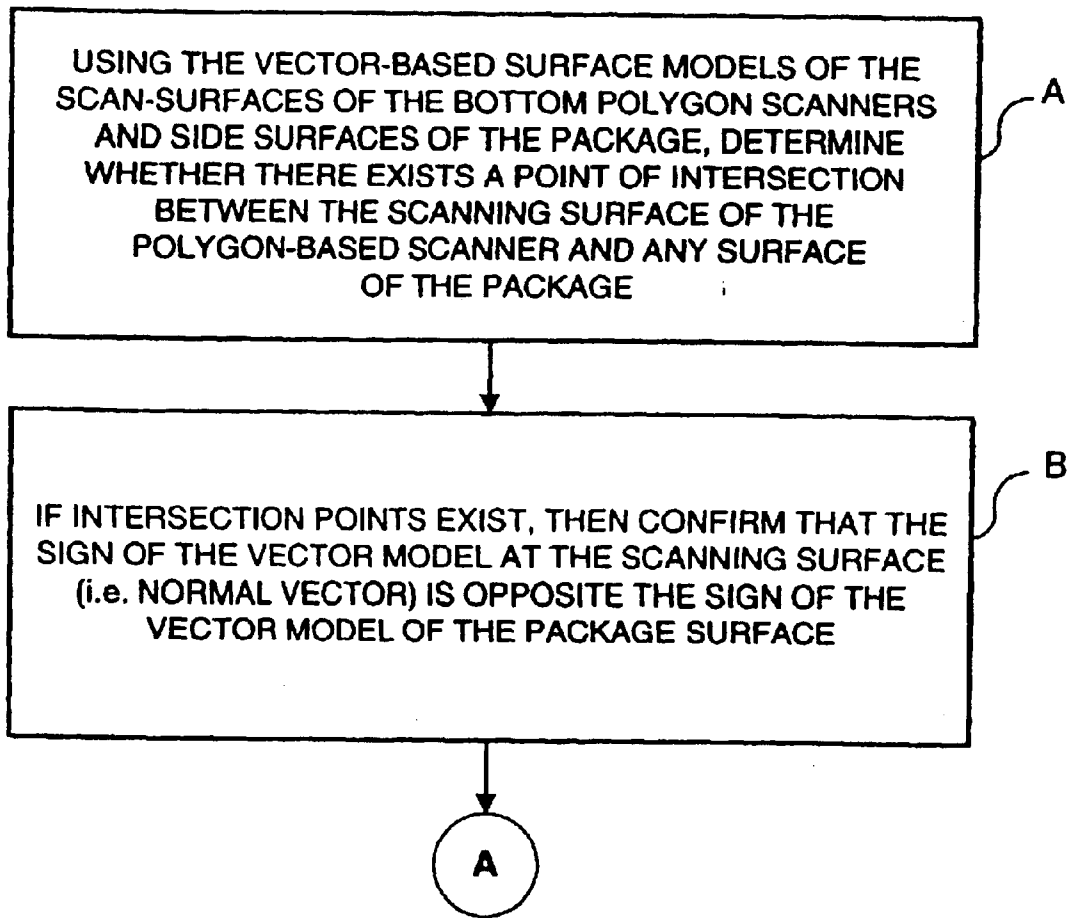 USING THE VECTOR-BASED SURFACE MODELS OF THE
SCAN-SURFACES OF THE BOTTOM POLYGON SCANNERS
AND SIDE SURFACES OF THE PACKAGE, DETERMINE
WHETHER THERE EXISTS A POINT OF INTERSECTION
BETWEEN THE SCANNING SURFACE OF THE
POLYGON-BASED SCANNER AND ANY SURFACE
OF THE PACKAGE
A
IF INTERSECTION POINTS EXIST, THEN CONFIRM THAT THE
SIGN OF THE VECTOR MODEL AT THE SCANNING SURFACE
(i.e. NORMAL VECTOR) IS OPPOSITE THE SIGN OF THE
VECTOR MODEL OF THE PACKAGE SURFACE
B
A